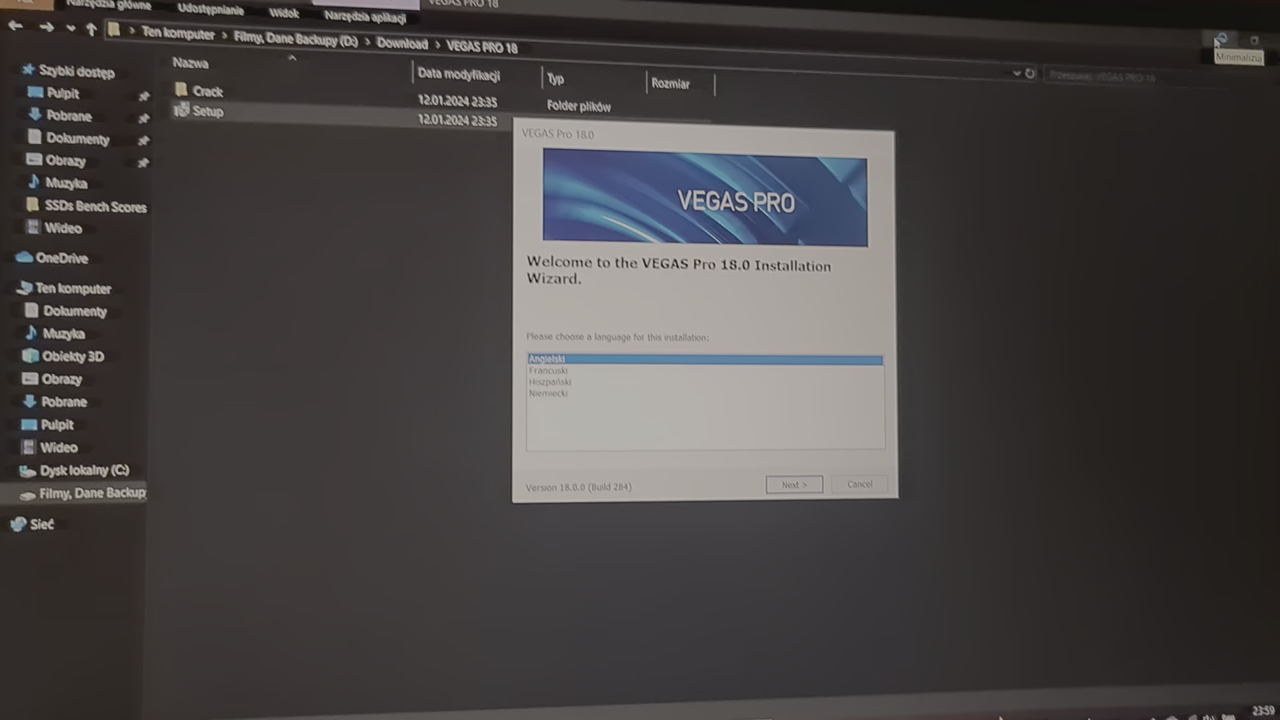 Narzędzia główne
Udostępnianie
Widok
Narzędzia aplikacji
VEGAS PRO 18
Ten komputer > Filmy, Dane Backupy (D:) > Download > VEGAS PRO 18
Minimalizuj
Przeszukaj: VEGAS PRO 18
Nazwa
Data modyfikacji
Typ
Rozmiar
Crack
12.01.2024 23:35
Folder plików
Setup
12.01.2024 23:35
Szybki dostęp
Pulpit
Pobrane
Dokumenty
Obrazy
Muzyka
SSDs Bench Scores
Wideo
OneDrive
Ten komputer
Dokumenty
Muzyka
Obiekty 3D
Obrazy
Pobrane
Pulpit
Wideo
Dysk lokalny (C:)
Filmy, Dane Backup
Sieć
VEGAS Pro 18.0
VEGAS PRO
Welcome to the VEGAS Pro 18.0 Installation
Wizard.
Please choose a language for this installation:
Angielski
Francuski
Hiszpański
Niemiecki
Version 18.0.0 (Build 284)
Next >
Cancel
23:59